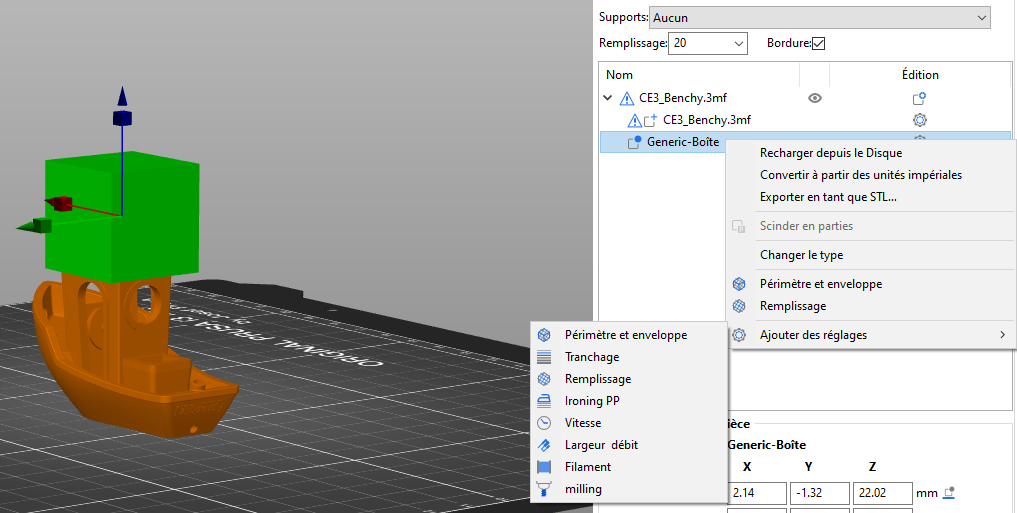 Supports: Aucun
Remplissage: 20 Bordure:
Nom Édition
CE3_Benchy.3mf
CE3_Benchy.3mf
Generic-Boîte
Recharger depuis le Disque
Convertir à partir des unités impériales
Exporter en tant que STL...
Scinder en parties
Changer le type
Périmètre et enveloppe
Remplissage
Ajouter des réglages
Périmètre et enveloppe
Tranchage
Remplissage
Ironing PP
Vitesse
Largeur débit
Filament
milling
ièce
Generic-Boîte
X Y Z
2.14 -1.32 22.02 mm
ORIGINAL PRUSA